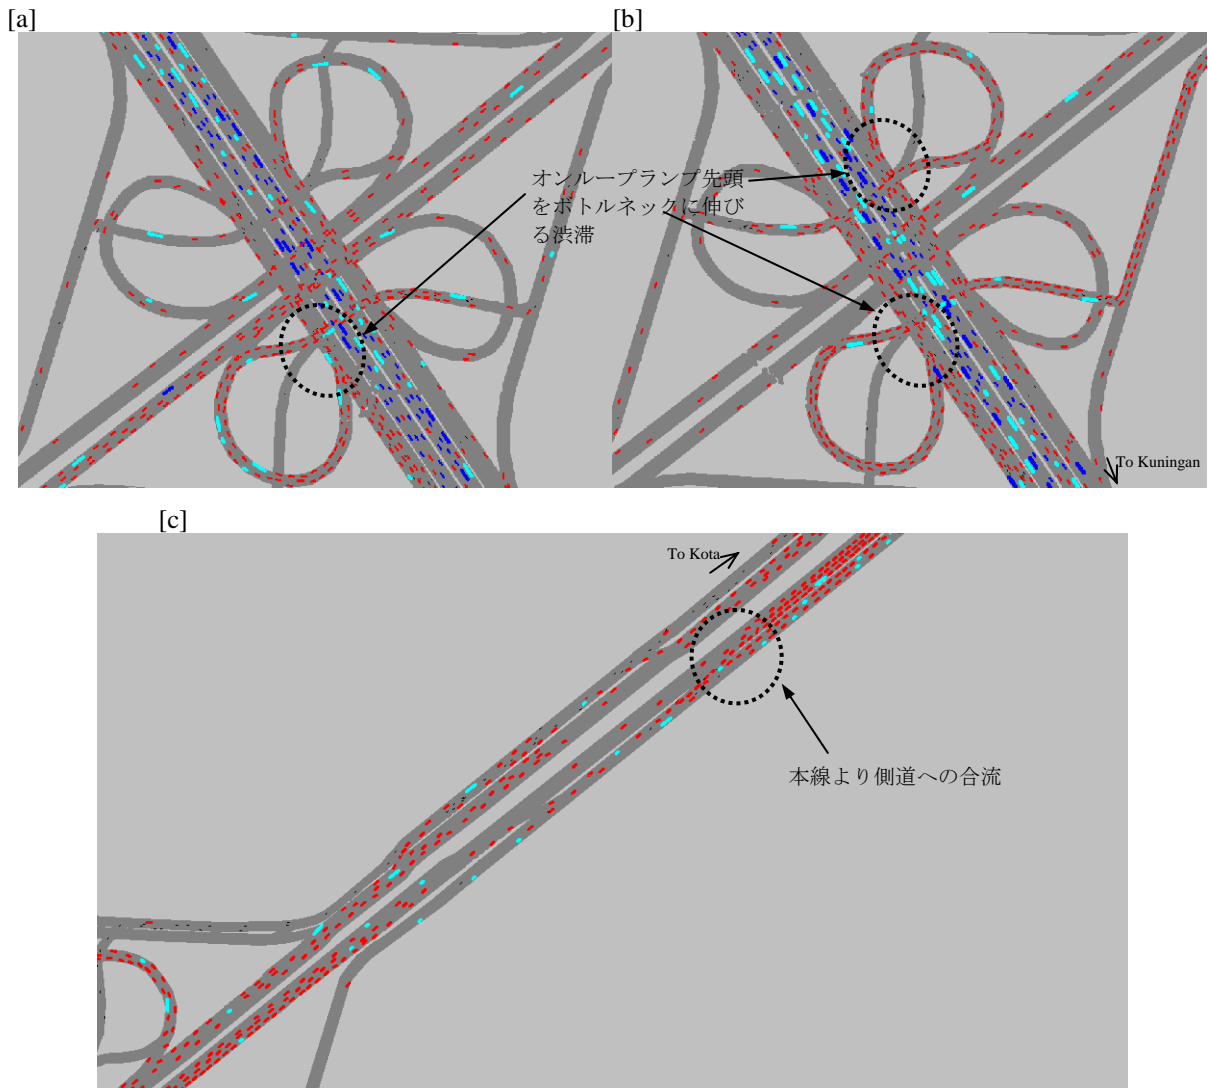 [a]
[b]
オンループランプ先頭
をボトルネックに伸び
る渋滞
To Kuningan
[c]
To Kota
本線より側道への合流